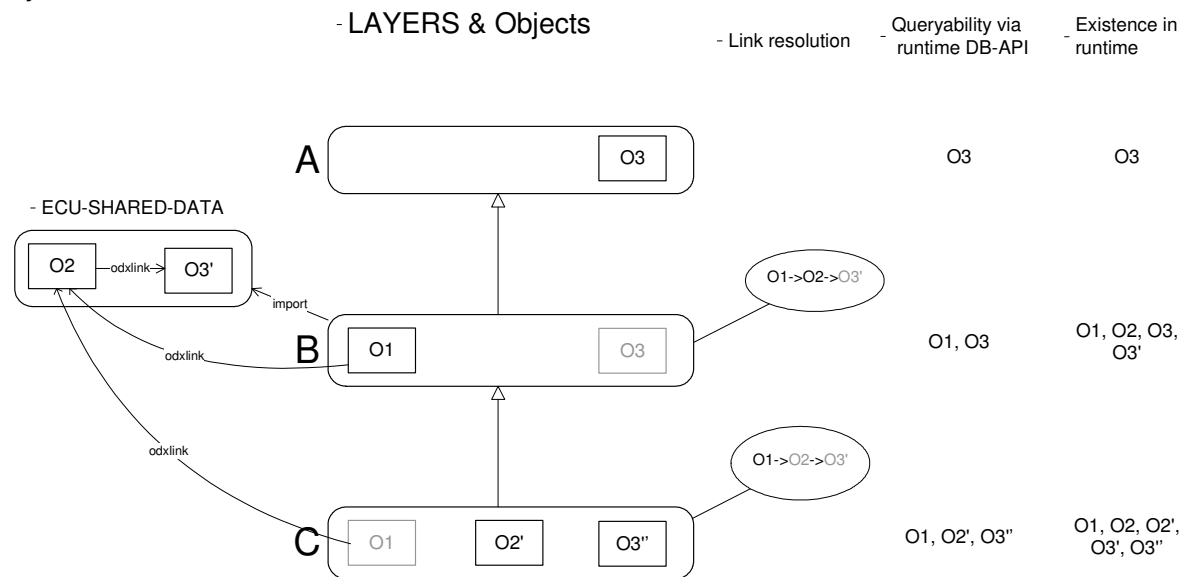 - LAYERS & Objects
- Link resolution
- Queryability via
runtime DB-API
- Existence in
runtime
A
O3
O3
O3
- ECU-SHARED-DATA
O2
odxlink
O3'
import
O1->O2->O3'
B
O1
O3
odxlink
O1, O3
O1, O2, O3,
O3'
odxlink
O1->O2->O3'
C
O1
O2'
O3''
O1, O2', O3''
O1, O2, O2',
O3', O3''